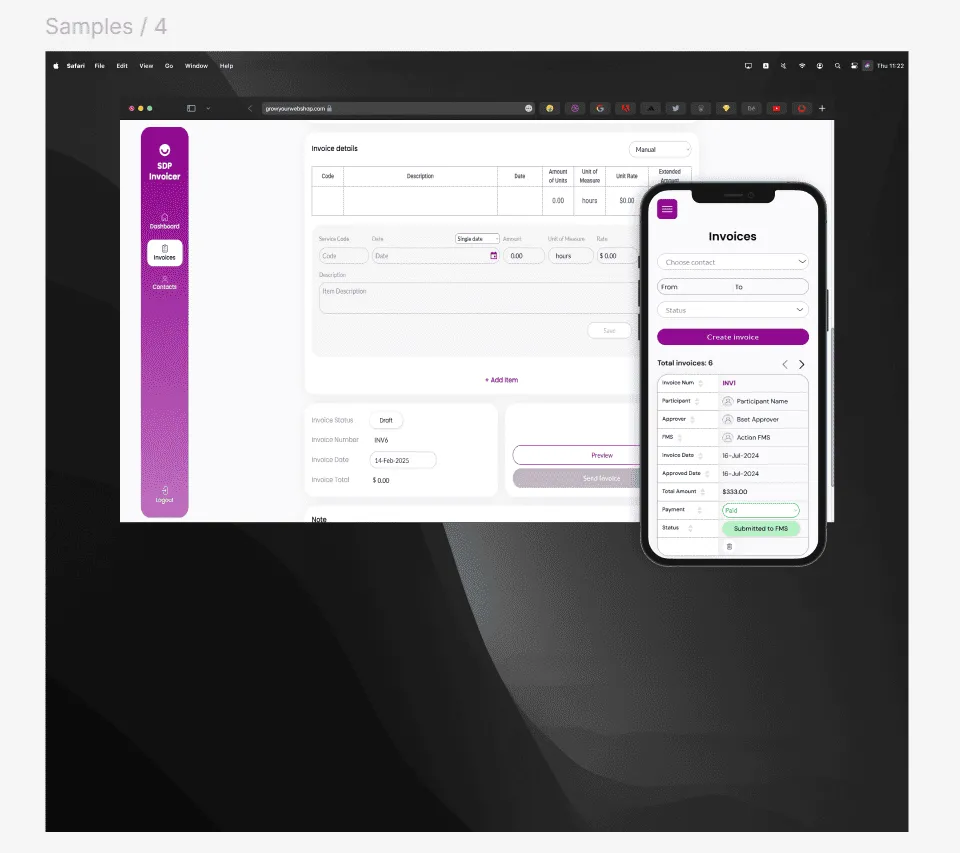 Samples / 4
Safari File Edit View Go Window Help
Thu 11:22
growyourwebshop.com
SDP
Invoicer
Dashboard
Invoices
Contacts
Logout
Invoice details
Manual
Code Description Date Amount of Units Unit of Measure Unit Rate Extended Amount
0.00 hours $0.00
Service Code Date Single date Amount Unit of Measure Rate
Code Date 0.00 hours $ 0.00
Description
Item Description
Save
+ Add Item
Invoice Status Draft
Invoice Number INV6
Invoice Date 14-Feb-2025
Invoice Total $ 0.00
Preview
Send Invoice
Note
Invoices
Choose contact
From To
Status
Create invoice
Total invoices: 6
Invoice Num INV1
Participant Participant Name
Approver Bset Approver
FMS Action FMS
Invoice Date 16-Jul-2024
Approved Date 16-Jul-2024
Total Amount $333.00
Payment Paid
Status Submitted to FMS